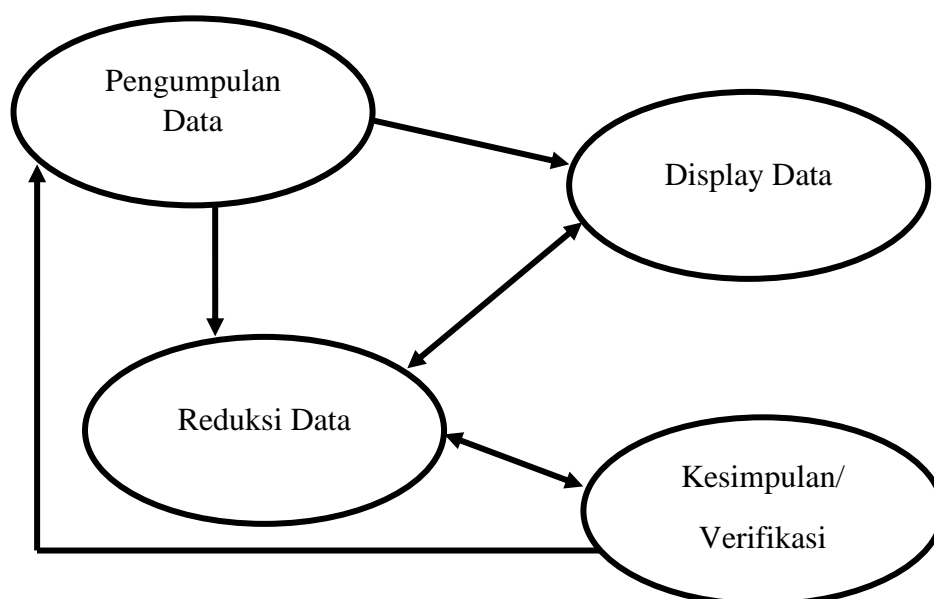 Pengumpulan
Data
Display Data
Reduksi Data
Kesimpulan/
Verifikasi